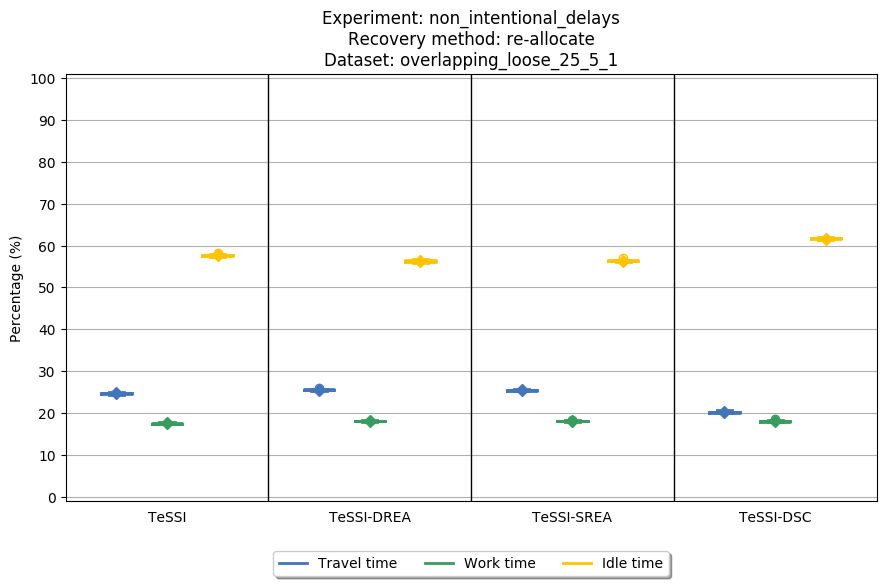 Experiment: non_intentional_delays
Recovery method: re-allocate
Dataset: overlapping_loose_25_5_1
100
90
80
70
60
50
40
30
20
10
0
Percentage (%)
TeSSI
TeSSI-DREA
TeSSI-SREA
TeSSI-DSC
Travel time
Work time
Idle time